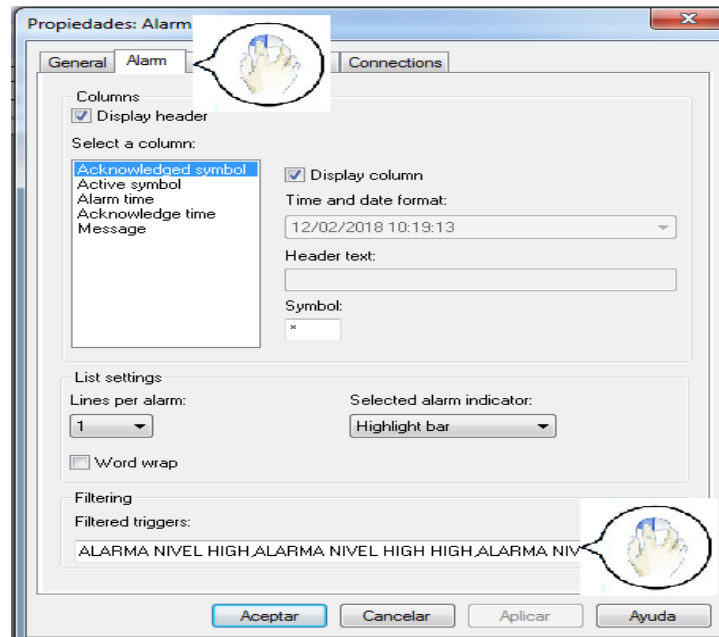 Propiedades: Alarm
General Alarm Connections
Columns
Display header
Select a column:
Acknowledged symbol
Active symbol
Alarm time
Acknowledge time
Message
Display column
Time and date format:
12/02/2018 10:19:13
Header text:
Symbol:
*
List settings
Lines per alarm:
1
Selected alarm indicator:
Highlight bar
Word wrap
Filtering
Filtered triggers:
ALARMA NIVEL HIGH,ALARMA NIVEL HIGH HIGH,ALARMA NIV
Aceptar Cancelar Aplicar Ayuda